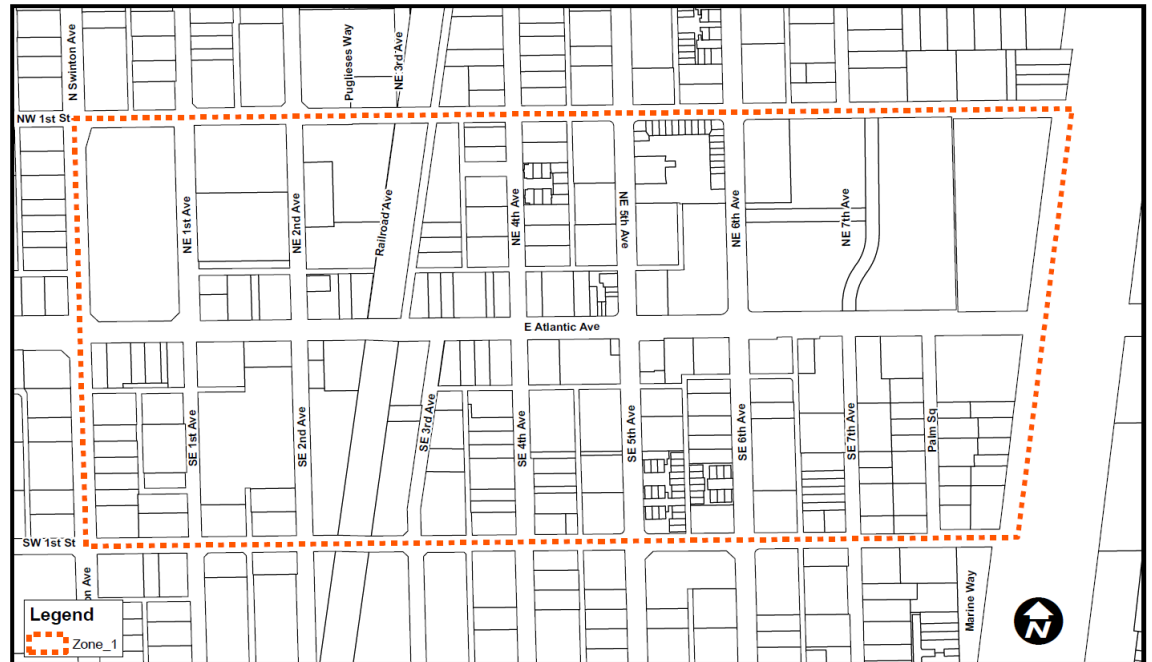 N Swinton Ave
Puglieses Way
NE 3rd Ave
NW 1st St
NE 1st Ave
NE 2nd Ave
Railroad Ave
NE 4th Ave
NE 5th Ave
NE 6th Ave
NE 7th Ave
E Atlantic Ave
SE 1st Ave
SE 2nd Ave
SE 3rd Ave
SE 4th Ave
SE 5th Ave
SE 6th Ave
SE 7th Ave
Palm Sq
SW 1st St
on Ave
Marine Way
Legend
Zone_1
N